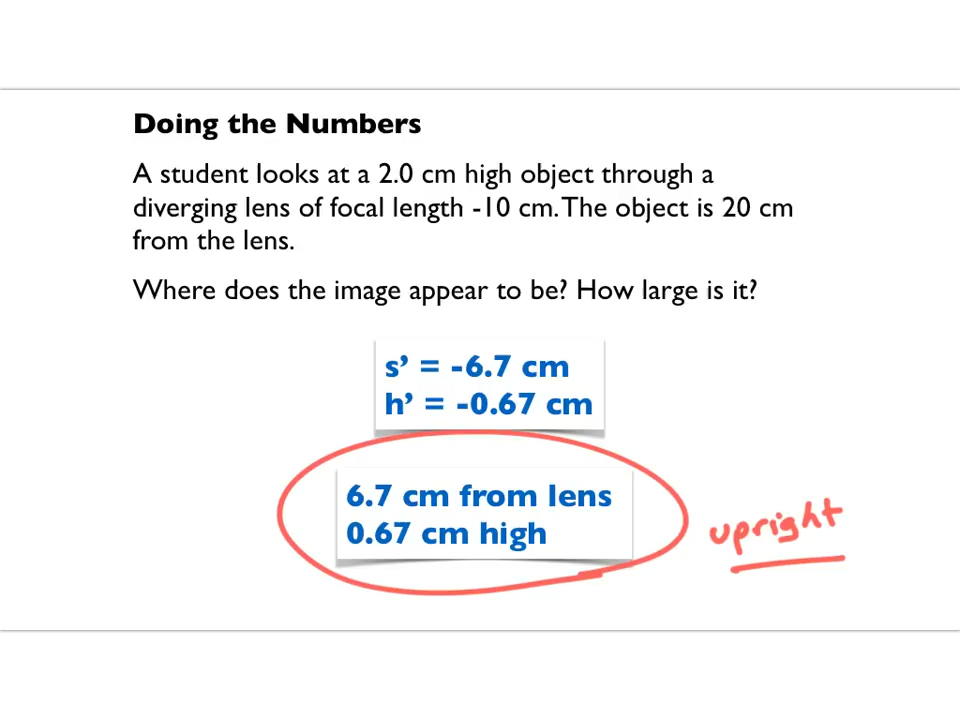 Doing the Numbers
A student looks at a 2.0 cm high object through a
diverging lens of focal length -10 cm. The object is 20 cm
from the lens.
Where does the image appear to be? How large is it?
s’ = -6.7 cm
h’ = -0.67 cm
6.7 cm from lens
0.67 cm high
upright